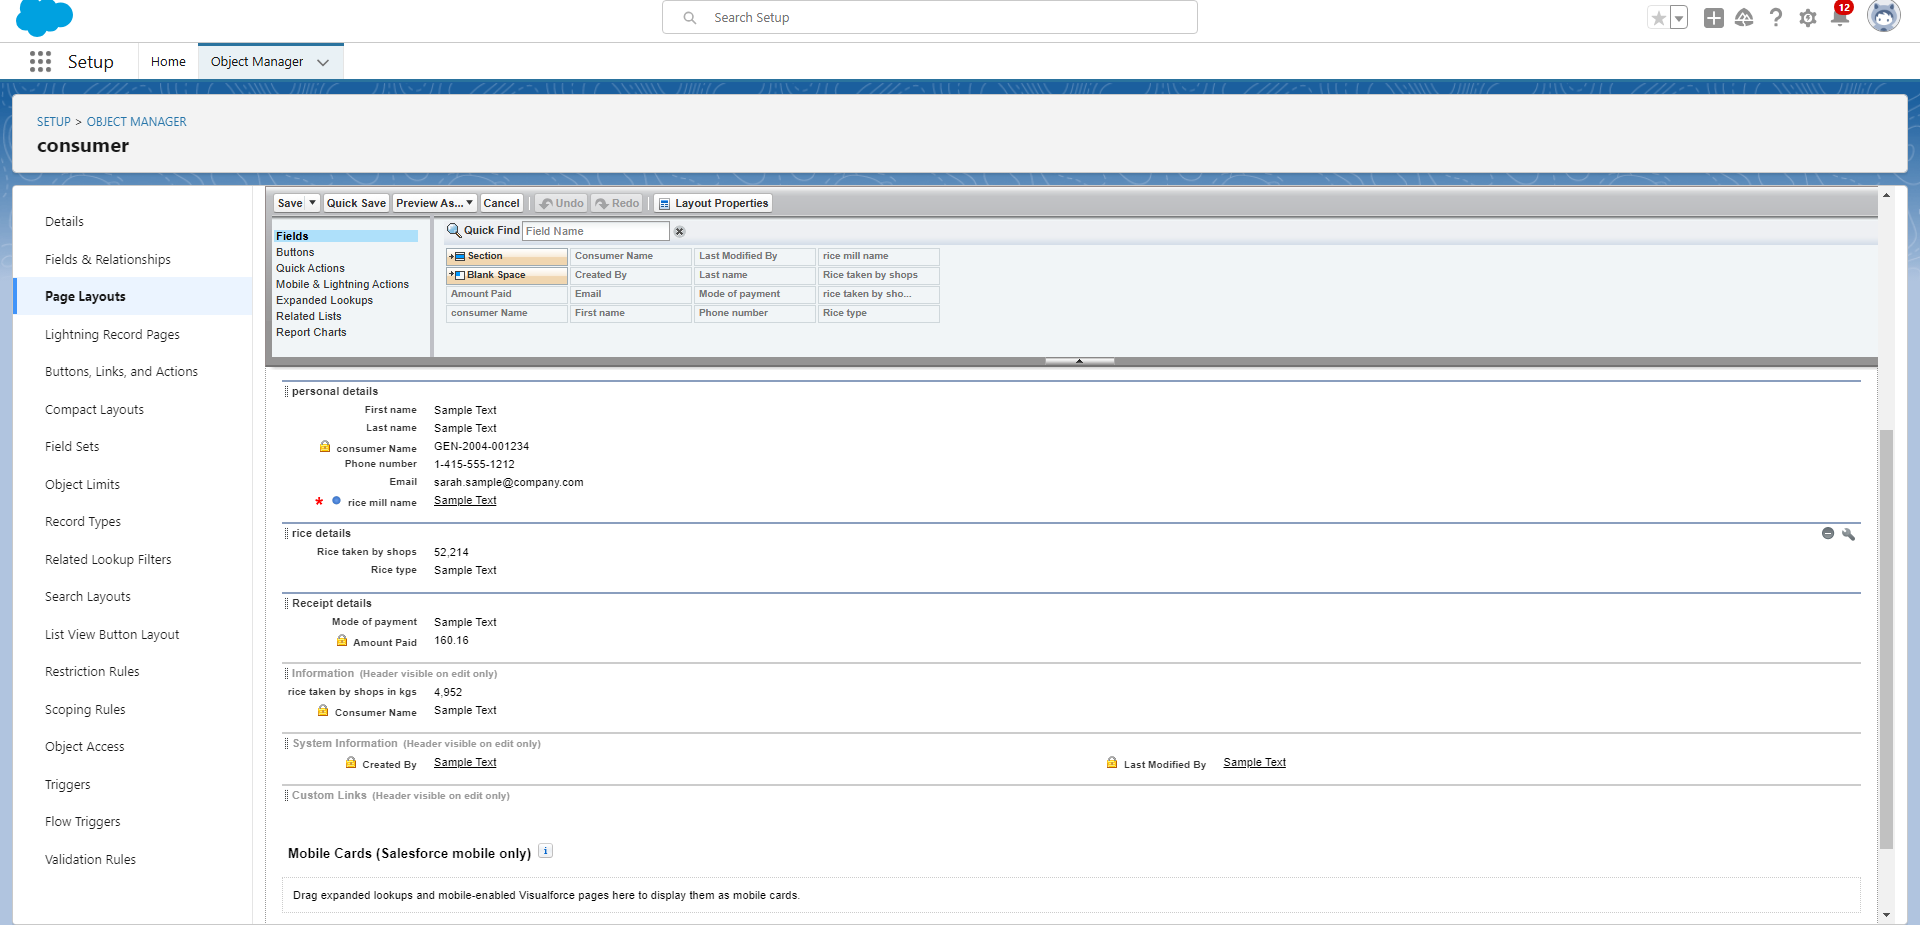 Search Setup
12
Setup
Home
Object Manager
SETUP > OBJECT MANAGER
consumer
Details
Fields & Relationships
Page Layouts
Lightning Record Pages
Buttons, Links, and Actions
Compact Layouts
Field Sets
Object Limits
Record Types
Related Lookup Filters
Search Layouts
List View Button Layout
Restriction Rules
Scoping Rules
Object Access
Triggers
Flow Triggers
Validation Rules
Save Quick Save Preview As... Cancel Undo Redo Layout Properties
Fields
Buttons
Quick Actions
Mobile & Lightning Actions
Expanded Lookups
Related Lists
Report Charts
Quick Find Field Name
Section Consumer Name Last Modified By rice mill name
Blank Space Created By Last name Rice taken by shops
Amount Paid Email Mode of payment rice taken by sho...
consumer Name First name Phone number Rice type
personal details
First name Sample Text
Last name Sample Text
consumer Name GEN-2004-001234
Phone number 1-415-555-1212
Email sarah.sample@company.com
* rice mill name Sample Text
rice details
Rice taken by shops 52,214
Rice type Sample Text
Receipt details
Mode of payment Sample Text
Amount Paid 160.16
Information (Header visible on edit only)
rice taken by shops in kgs 4,952
Consumer Name Sample Text
System Information (Header visible on edit only)
Created By Sample Text Last Modified By Sample Text
Custom Links (Header visible on edit only)
Mobile Cards (Salesforce mobile only) i
Drag expanded lookups and mobile-enabled Visualforce pages here to display them as mobile cards.